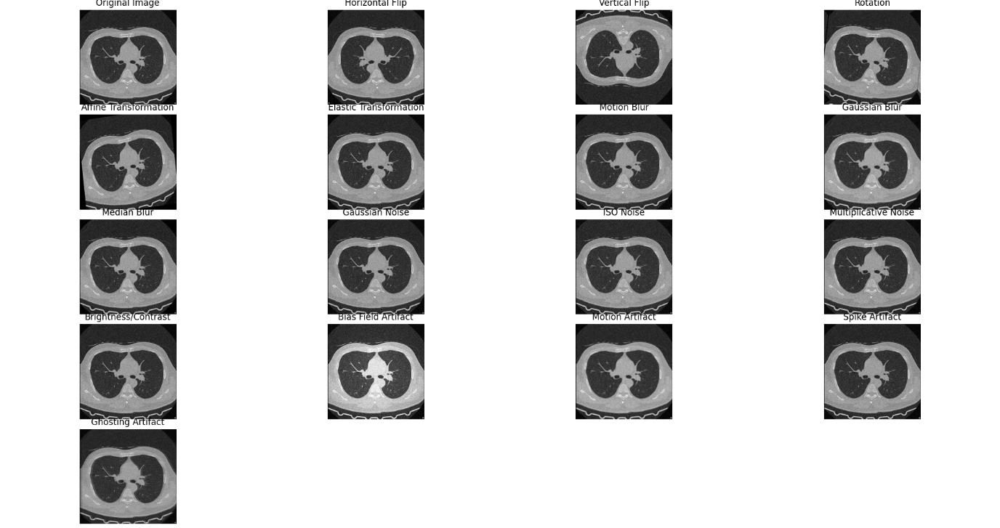 Original Image
Horizontal Flip
Vertical Flip
Rotation
Affine Transformation
Elastic Transformation
Motion Blur
Gaussian Blur
Median Blur
Gaussian Noise
ISO Noise
Multiplicative Noise
Brightness/Contrast
Bias Field Artifact
Motion Artifact
Spike Artifact
Ghosting Artifact